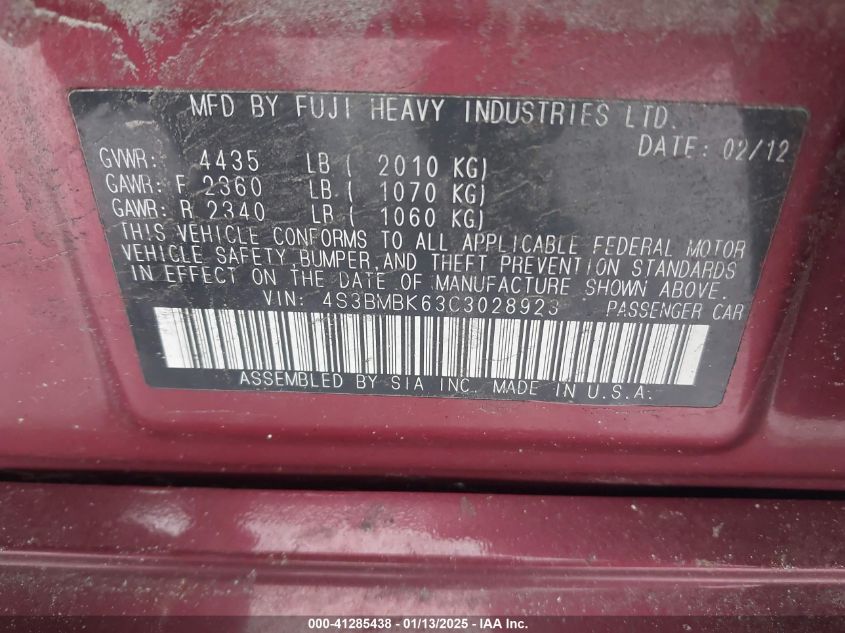 MFD BY FUJI HEAVY INDUSTRIES LTD.
DATE: 02/12
GVWR: 4435 LB ( 2010 KG)
GAWR: F 2360 LB ( 1070 KG)
GAWR: R 2340 LB ( 1060 KG)
THIS VEHICLE CONFORMS TO ALL APPLICABLE FEDERAL MOTOR
VEHICLE SAFETY, BUMPER, AND THEFT PREVENTION STANDARDS
IN EFFECT ON THE DATE OF MANUFACTURE SHOWN ABOVE.
VIN: 4S3BMBK63C3028923 PASSENGER CAR
ASSEMBLED BY SIA INC. MADE IN U.S.A.
000-41285438 - 01/13/2025 - IAA Inc.